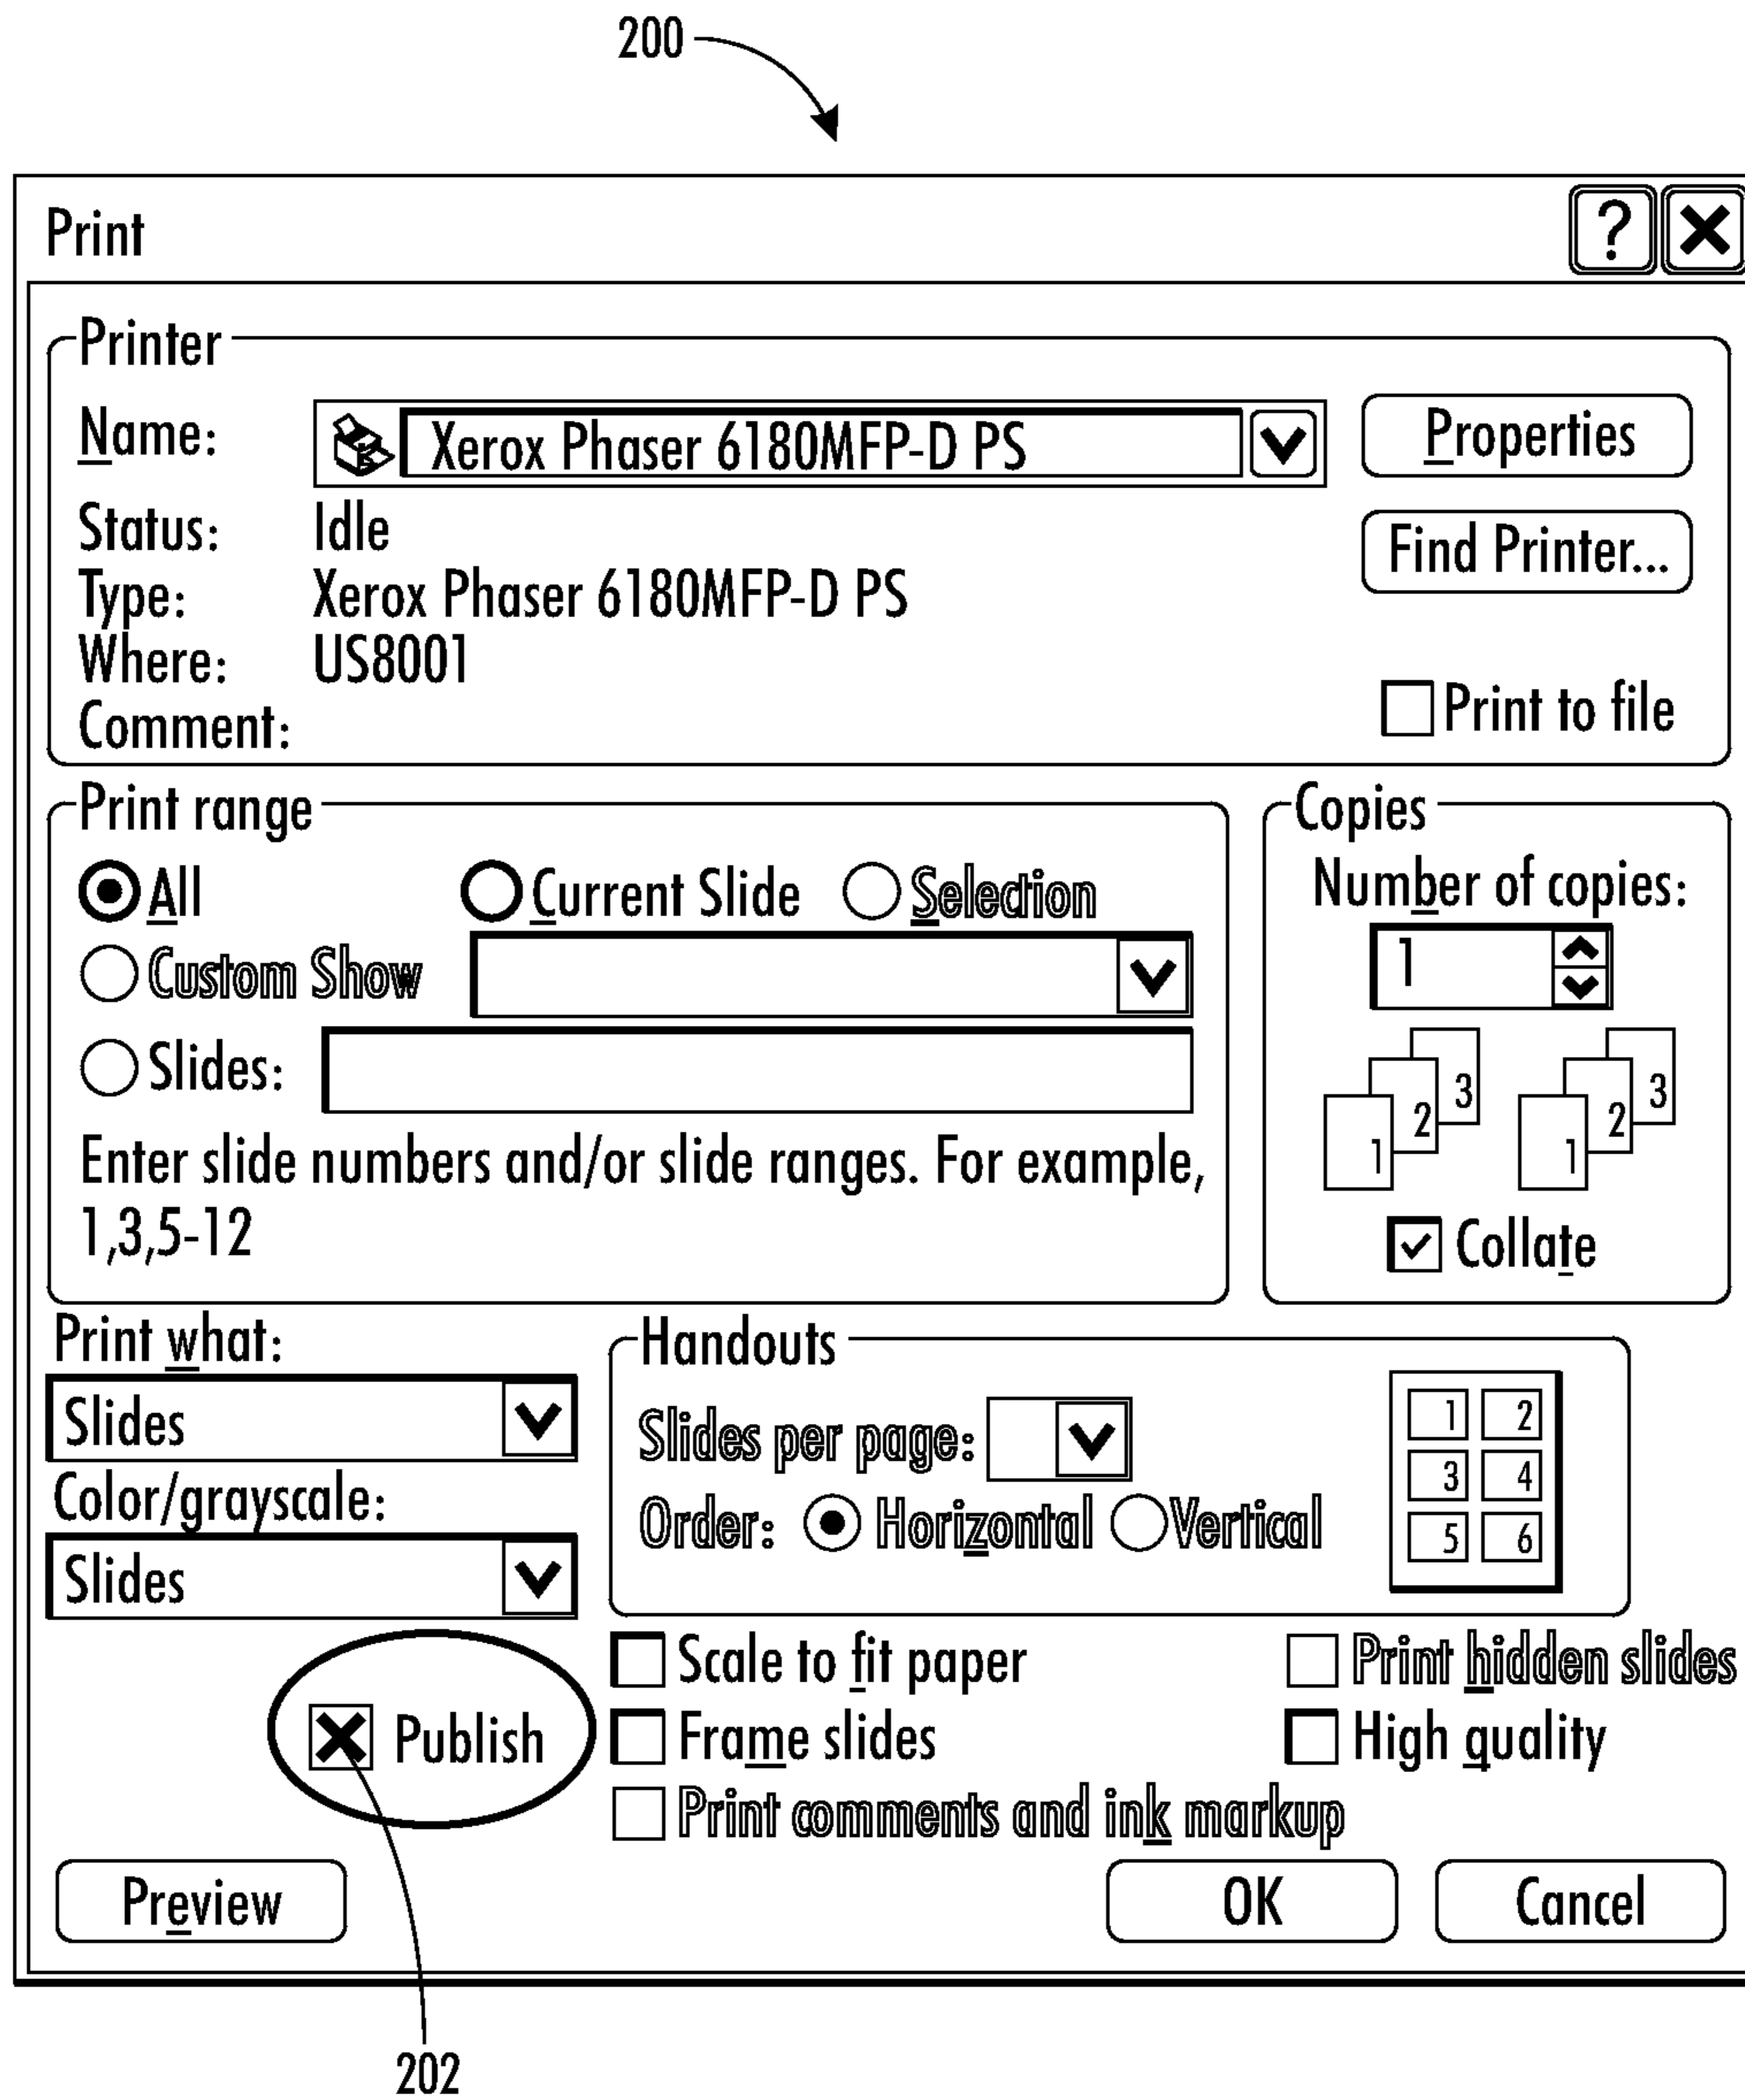 200
Print ?
Printer
Name: Xerox Phaser 6180MFP-D PS Properties
Status: Idle Find Printer...
Type: Xerox Phaser 6180MFP-D PS
Where: US8001
Print to file
Comment:
Print range
All Current Slide Selection
Custom Show
Slides:
Enter slide numbers and/or slide ranges. For example,
1,3,5-12
Copies
Number of copies:
1
1 2 3 1 2 3
Collate
Print what:
Slides
Color/grayscale:
Slides
Handouts
Slides per page:
Order: Horizontal Vertical
1 2
3 4
5 6
Publish
Scale to fit paper Print hidden slides
Frame slides High quality
Print comments and ink markup
Preview OK Cancel
202